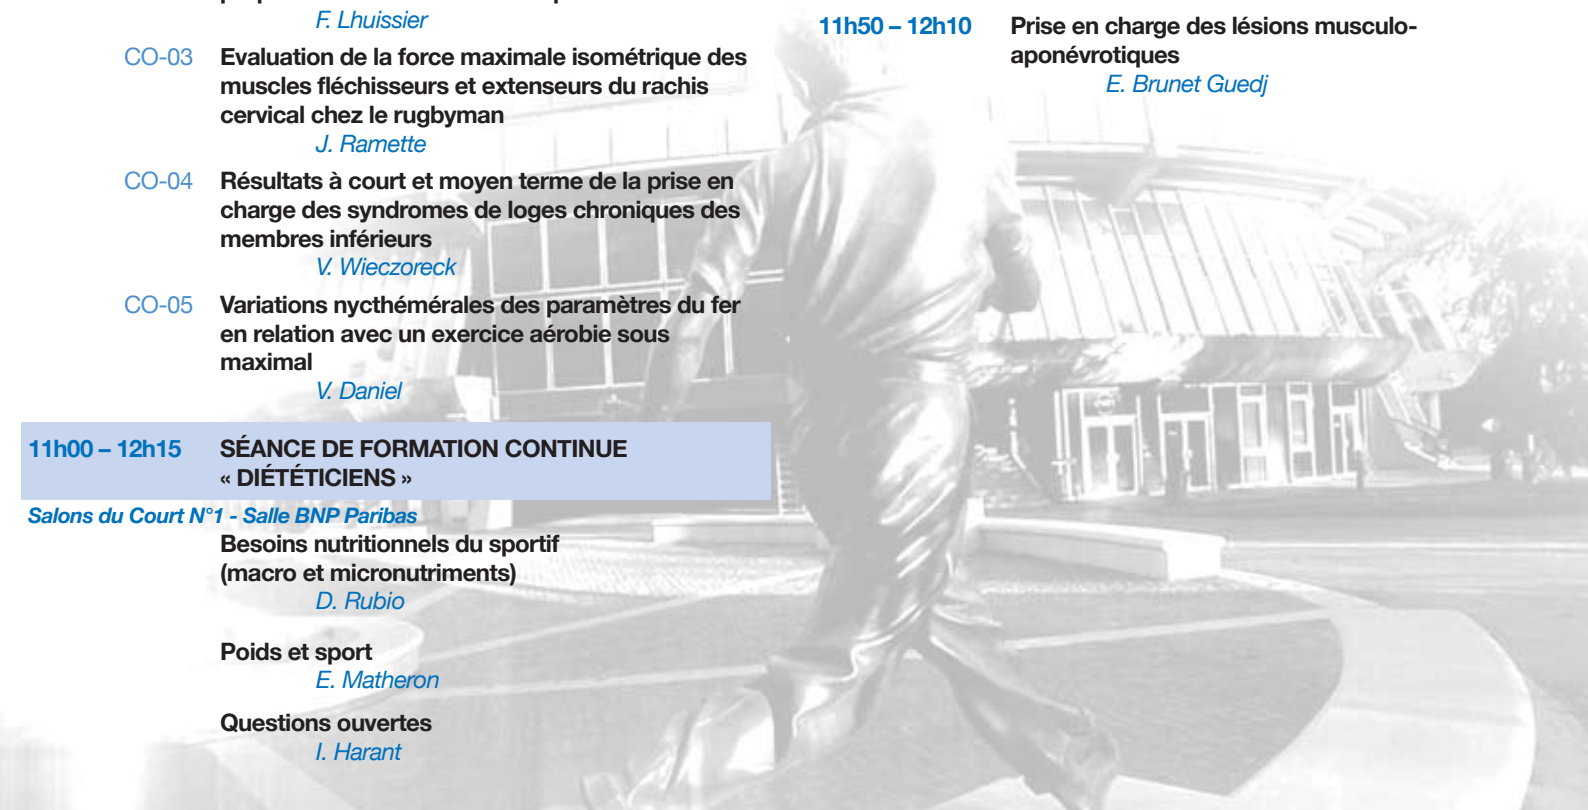 F. Lhuissier
CO-03 Evaluation de la force maximale isométrique des
muscles fléchisseurs et extenseurs du rachis
cervical chez le rugbyman
J. Ramette
CO-04 Résultats à court et moyen terme de la prise en
charge des syndromes de loges chroniques des
membres inférieurs
V. Wieczoreck
CO-05 Variations nycthémérales des paramètres du fer
en relation avec un exercice aérobie sous
maximal
V. Daniel
11h00 – 12h15 SÉANCE DE FORMATION CONTINUE
« DIÉTÉTICIENS »
Salons du Court N°1 - Salle BNP Paribas
Besoins nutritionnels du sportif
(macro et micronutriments)
D. Rubio
Poids et sport
E. Matheron
Questions ouvertes
I. Harant
11h50 – 12h10 Prise en charge des lésions musculo-
aponévrotiques
E. Brunet Guedj